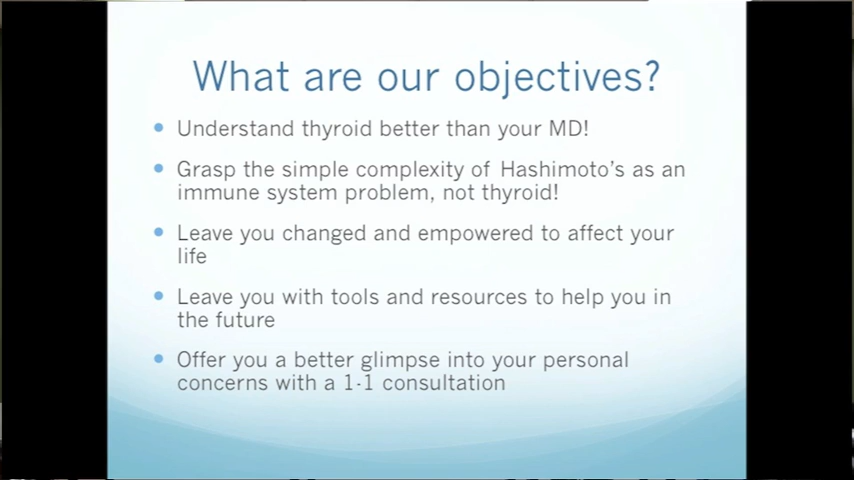 What are our objectives?
Understand thyroid better than your MD!
Grasp the simple complexity of Hashimoto's as an
immune system problem, not thyroid!
Leave you changed and empowered to affect your
life
Leave you with tools and resources to help you in
the future
Offer you a better glimpse into your personal
concerns with a 1-1 consultation